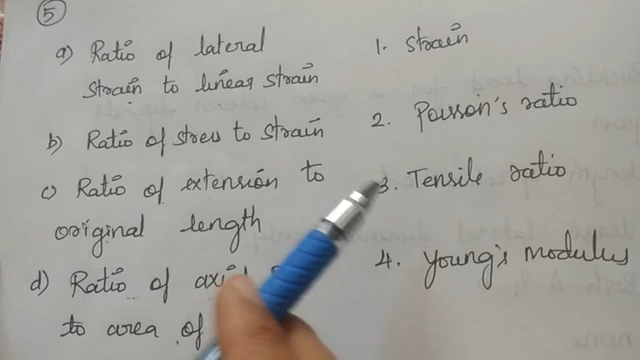 5
a) Ratio of lateral
strain to linear strain
b) Ratio of stress to strain
c) Ratio of extension to
original length
d) Ratio of
to area of
1. strain
2. Poisson's ratio
3. Tensile ratio
4. Young's modulus